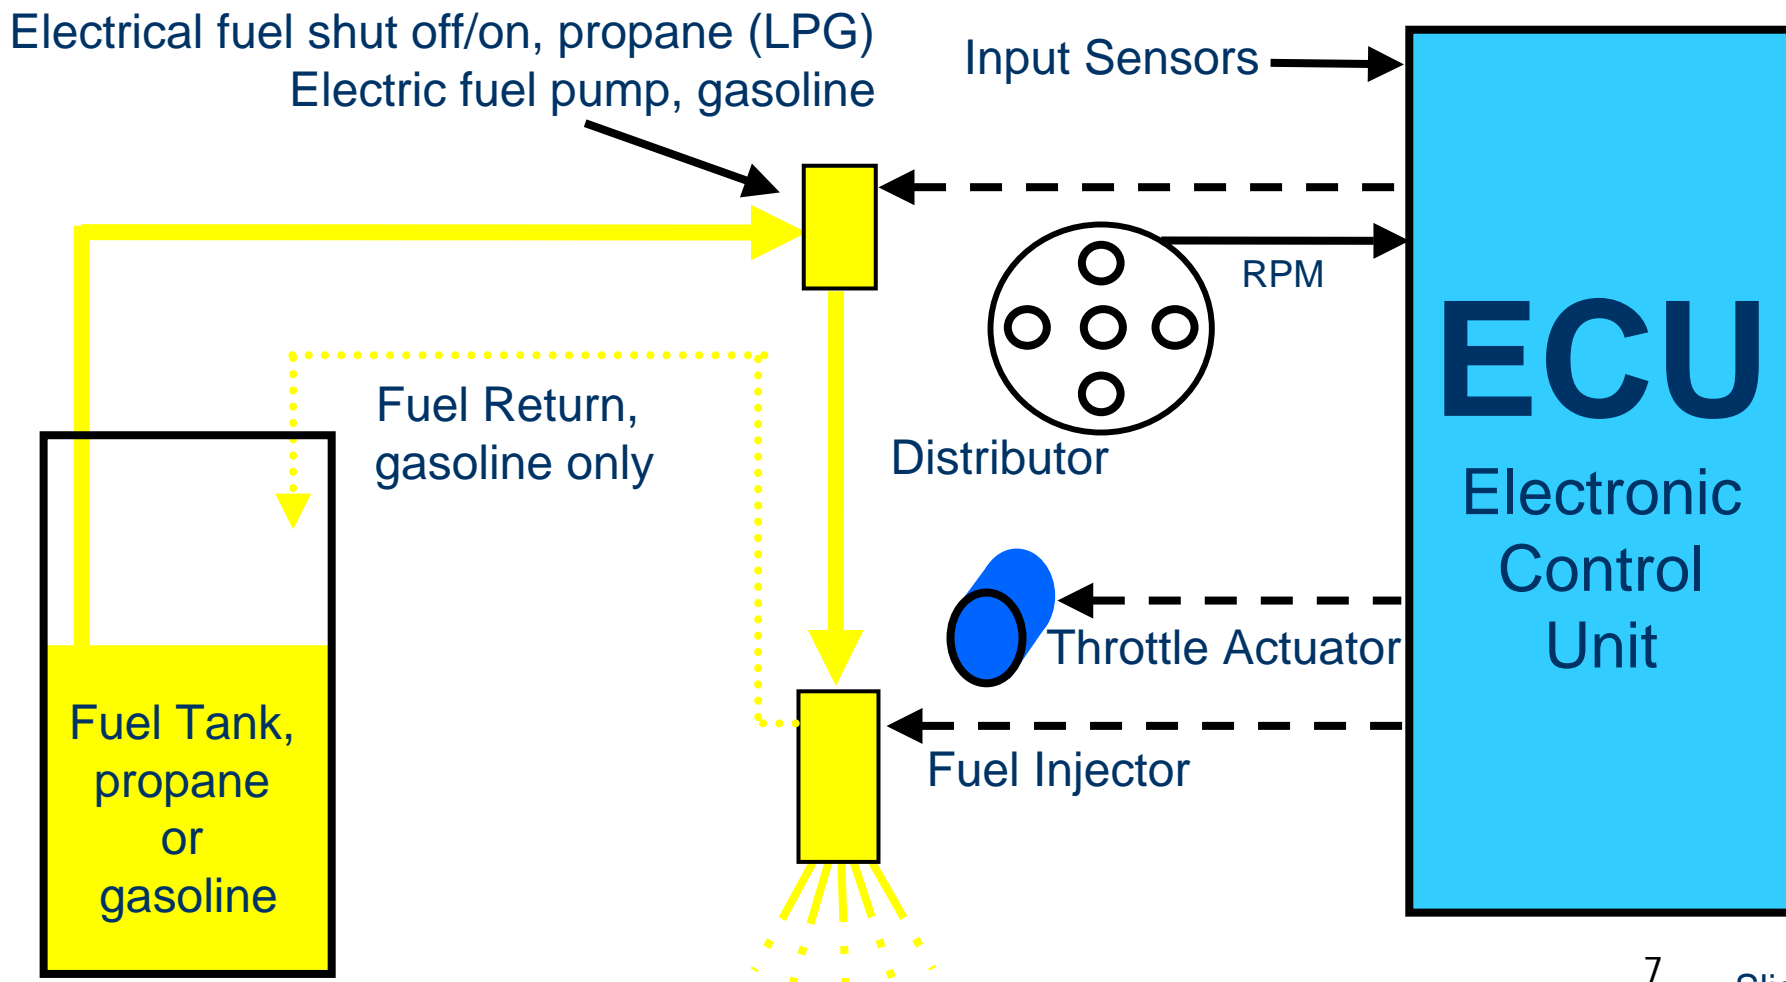 Electrical fuel shut off/on, propane (LPG)
Electric fuel pump, gasoline
Input Sensors
RPM
ECU
Electronic
Control
Unit
Fuel Return,
gasoline only
Distributor
Throttle Actuator
Fuel Injector
Fuel Tank,
propane
or
gasoline
7